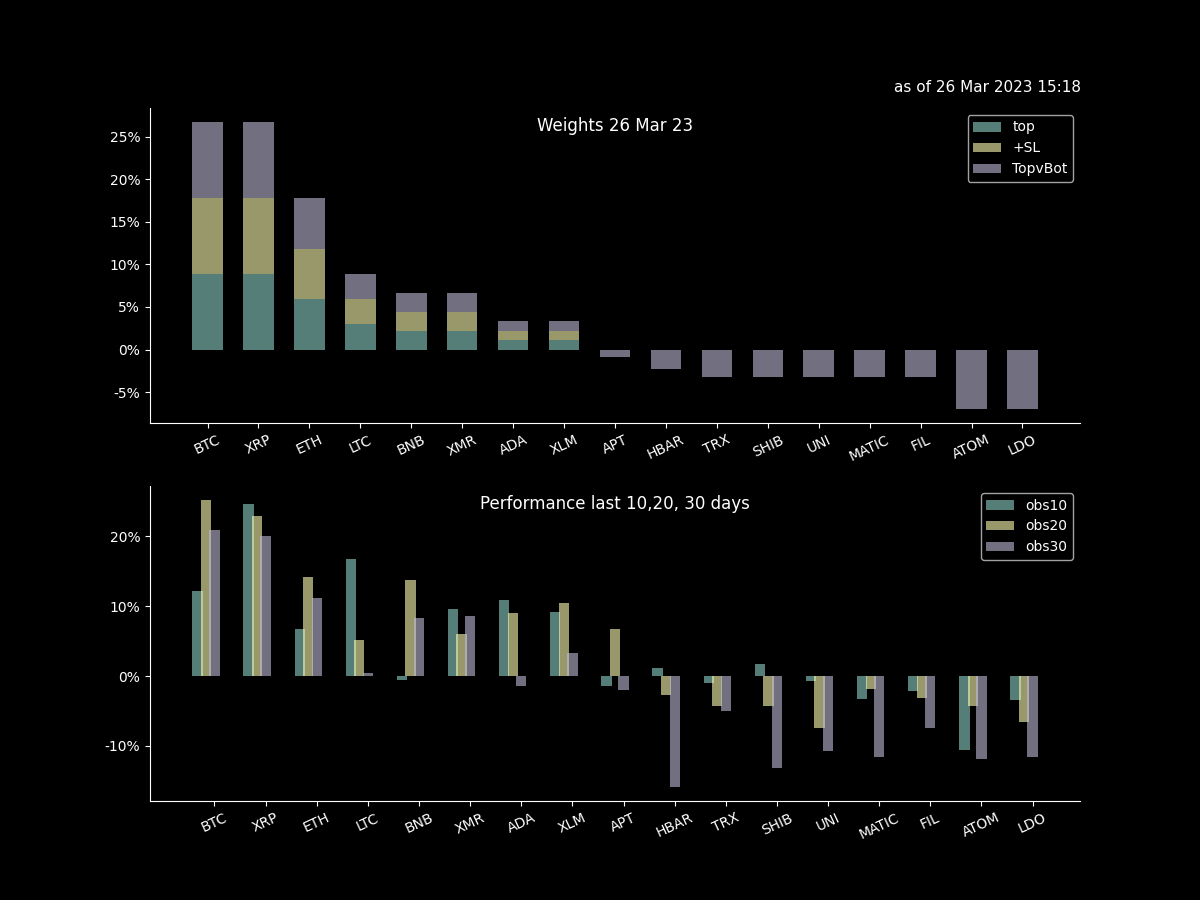 as of 26 Mar 2023 15:18
Weights 26 Mar 23
top
+SL
TopvBot
25%
20%
15%
10%
5%
0%
-5%
BTC XRP ETH LTC BNB XMR ADA XLM APT HBAR TRX SHIB UNI MATIC FIL ATOM LDO
Performance last 10,20, 30 days
obs10
obs20
obs30
20%
10%
0%
-10%
BTC XRP ETH LTC BNB XMR ADA XLM APT HBAR TRX SHIB UNI MATIC FIL ATOM LDO